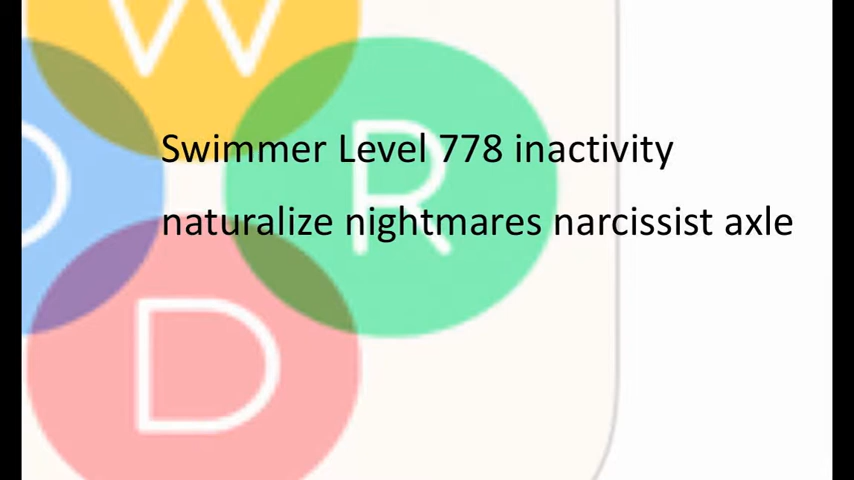 W
Swimmer Level 778 inactivity
R
naturalize nightmares narcissist axle
D